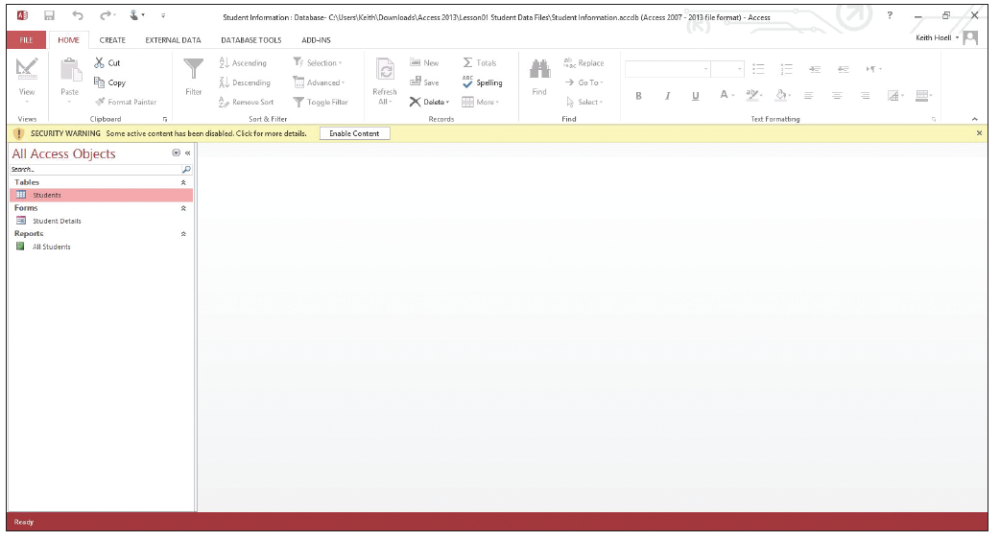 Student Information : Database- C:\Users\Keith\Downloads\Access 2013\Lesson01 Student Data Files\Student Information.accdb (Access 2007 - 2013 file format) - Access
FILE HOME CREATE EXTERNAL DATA DATABASE TOOLS ADD-INS Keith Hoell
View
Paste
Cut
Copy
Format Painter
Filter
Ascending
Descending
Remove Sort
Selection
Advanced
Toggle Filter
Refresh
All
New
Save
Delete
Totals
Spelling
More
Find
Replace
Go To
Select
B I U A
Views Clipboard Sort & Filter Records Find Text Formatting
SECURITY WARNING Some active content has been disabled. Click for more details. Enable Content
All Access Objects
Search...
Tables
Students
Forms
Student Details
Reports
All Students
Ready